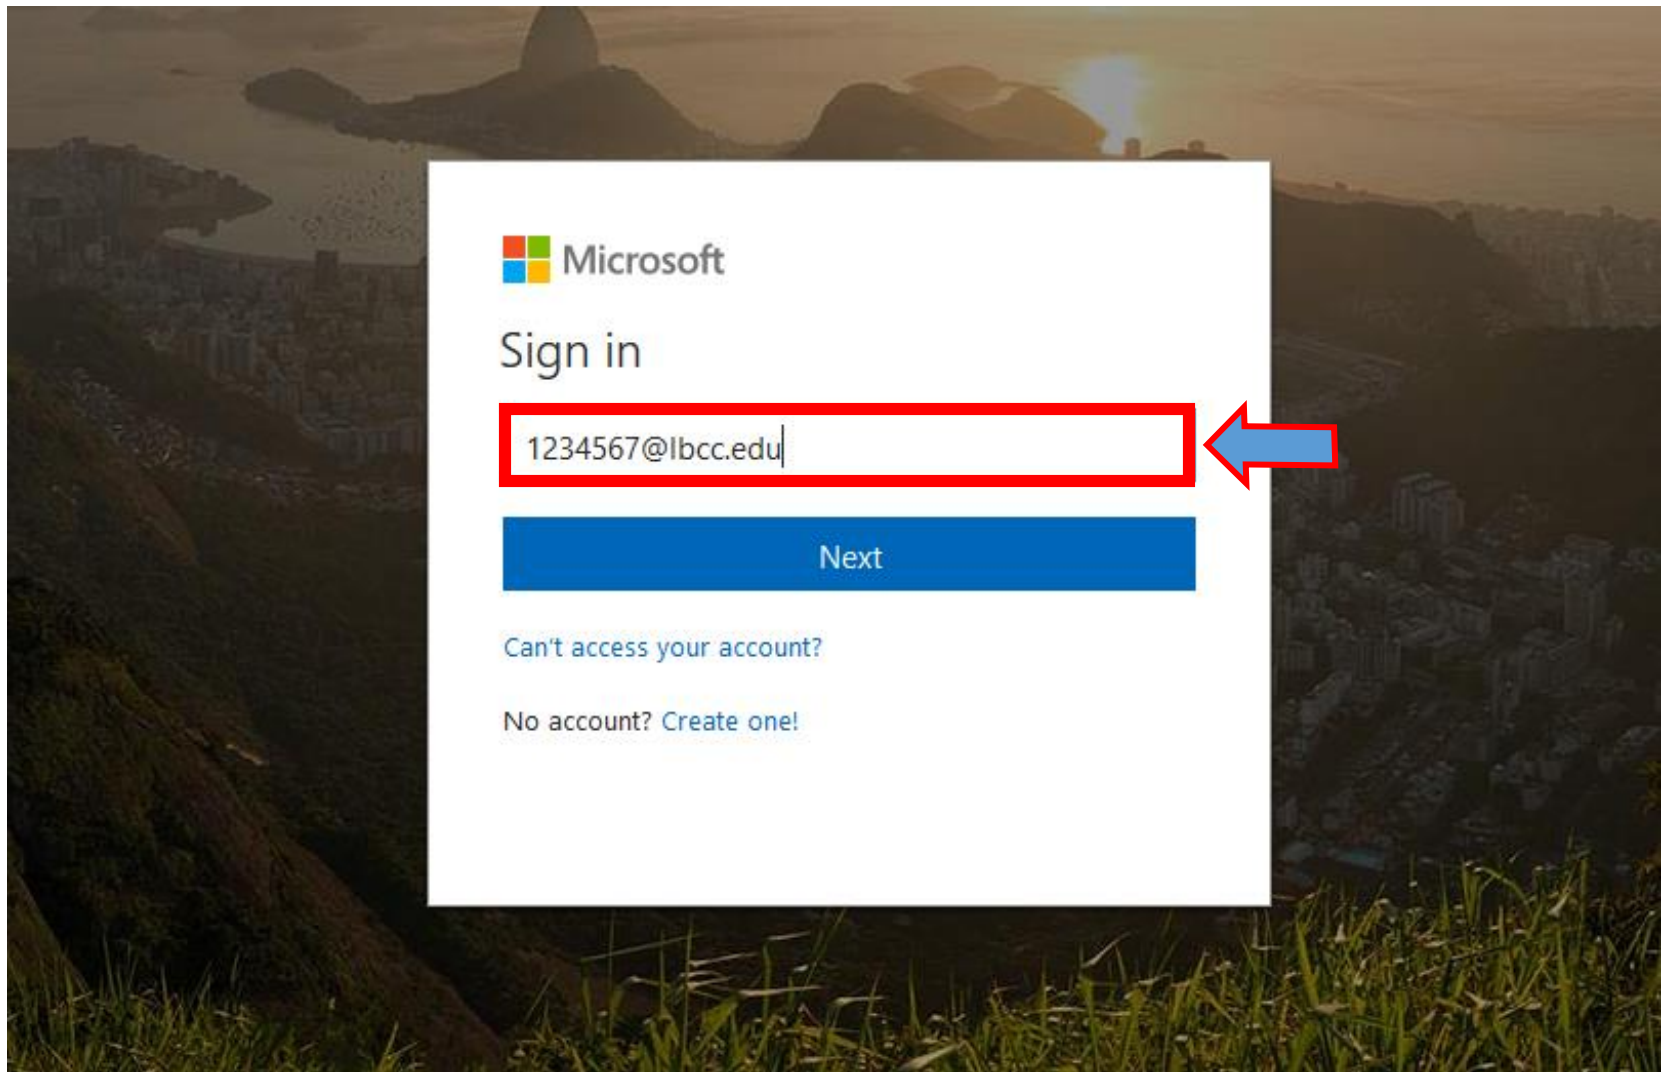 Microsoft
Sign in
1234567@lbcc.edu
Next
Can't access your account?
No account? Create one!